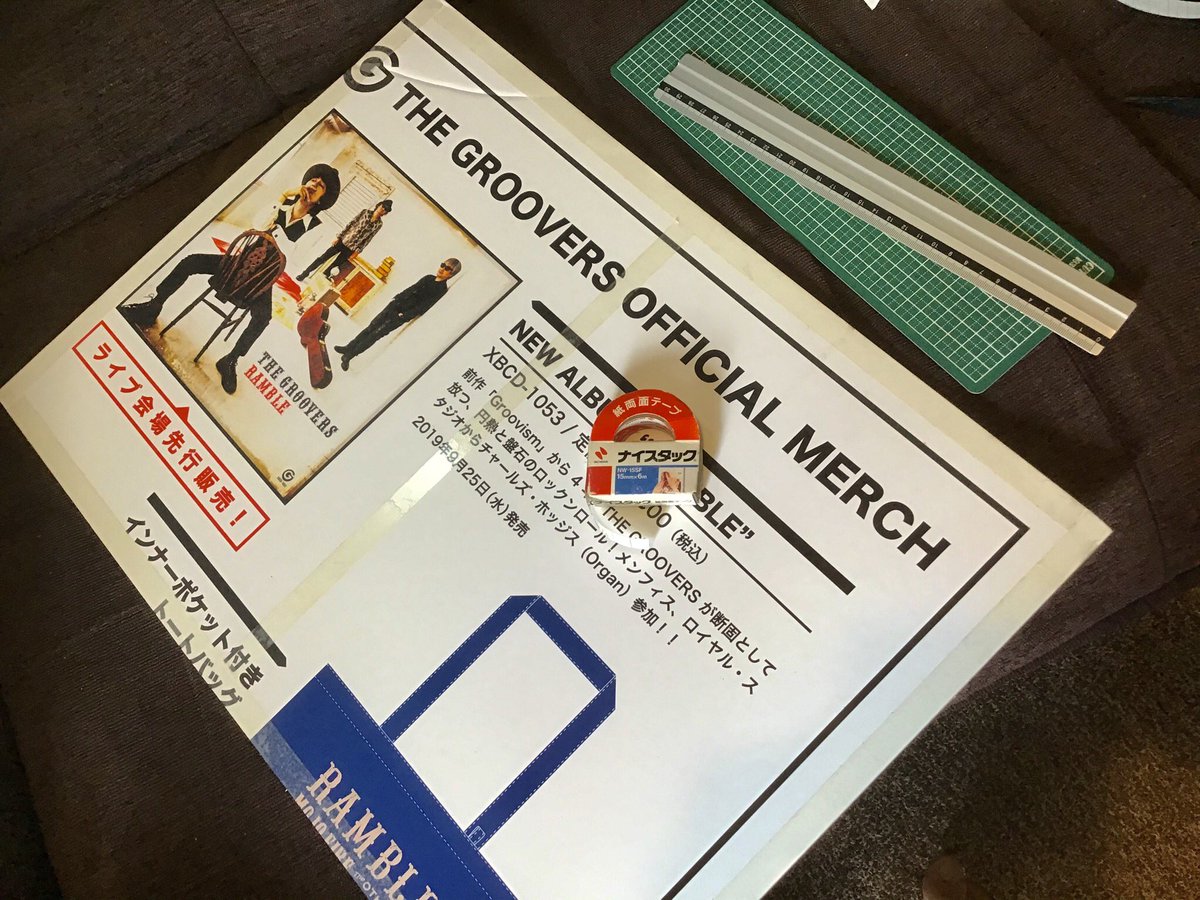 G THE GROOVERS OFFICIAL MERCH
THE GROOVERS
RAMBLE
G
ライブ会場先行販売！
NEW ALB BLE”
XBCD-1053 / 定 00 (税込)
前作「Groovism」から 4 THE GROOVERS が断固として
放つ、円熟と盤石のロックンロール！メンフィス、ロイヤル・ス
タジオからチャールズ・ホッジス (Organ) 参加！！
2019年9月25日(水)発売
インナーポケット付き
トートバッグ
RAMBLE
紙両面テープ
ナイスタック
NW-15SF
15mm×6m